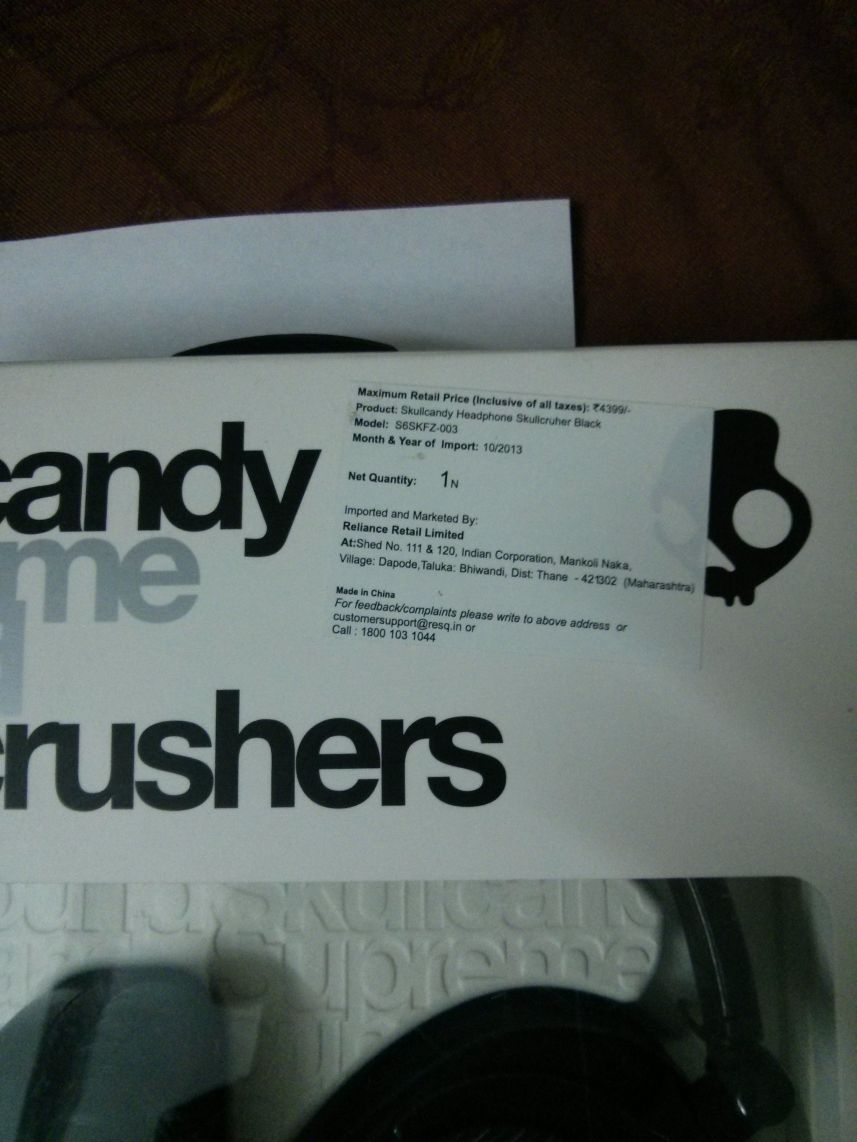 candy
me
crushers
Maximum Retail Price (Inclusive of all taxes): ₹4399/-
Product: Skullcandy Headphone Skullcruher Black
Model: S6SKFZ-003
Month & Year of Import: 10/2013
Net Quantity: 1N
Imported and Marketed By:
Reliance Retail Limited
At:Shed No. 111 & 120, Indian Corporation, Mankoli Naka,
Village: Dapode,Taluka: Bhiwandi, Dist: Thane - 421302 (Maharashtra)
Made in China
For feedback/complaints please write to above address or
customersupport@resq.in or
Call : 1800 103 1044
skullcan
supreme